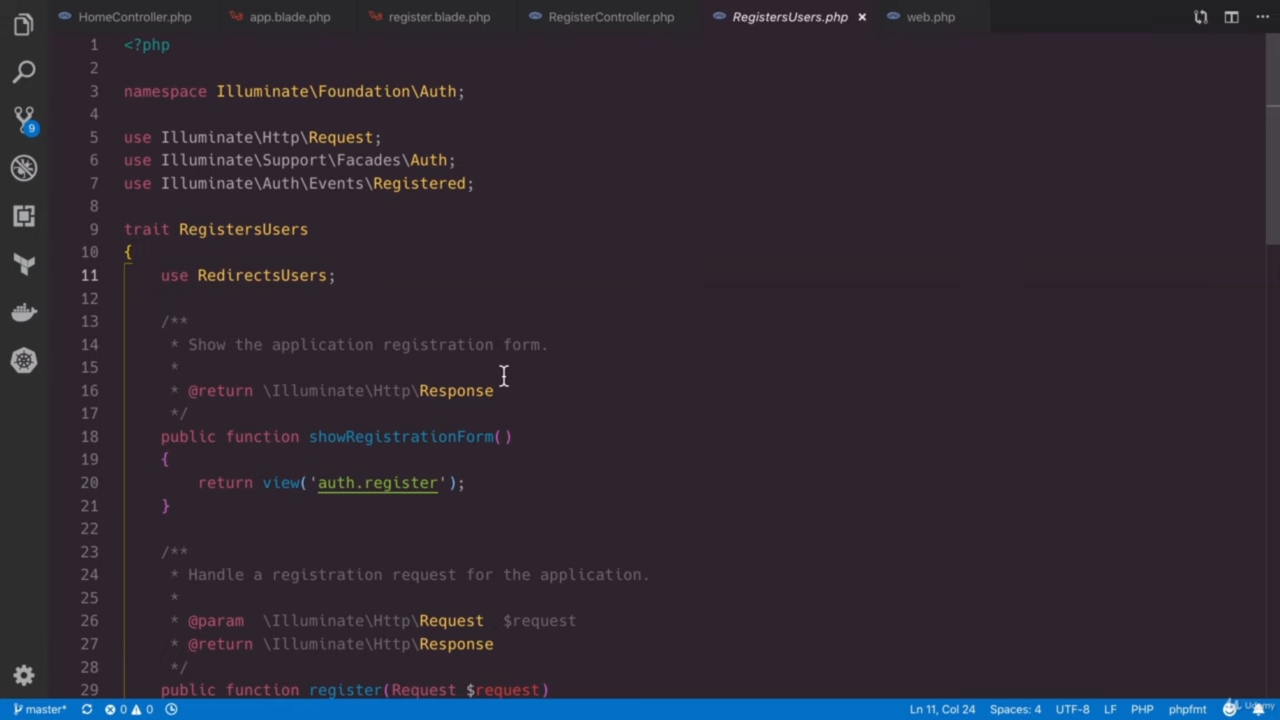 HomeController.php app.blade.php register.blade.php RegisterController.php RegistersUsers.php × web.php
1 <?php
2
3 namespace Illuminate\Foundation\Auth;
4
5 use Illuminate\Http\Request;
6 use Illuminate\Support\Facades\Auth;
7 use Illuminate\Auth\Events\Registered;
8
9 trait RegistersUsers
10 {
11     use RedirectsUsers;
12
13     /**
14      * Show the application registration form.
15      *
16      * @return \Illuminate\Http\Response
17      */
18     public function showRegistrationForm()
19     {
20         return view('auth.register');
21     }
22
23     /**
24      * Handle a registration request for the application.
25      *
26      * @param  \Illuminate\Http\Request  $request
27      * @return \Illuminate\Http\Response
28      */
29     public function register(Request $request)
9
master* 0 0 Ln 11, Col 24 Spaces: 4 UTF-8 LF PHP phpfmt Udemy